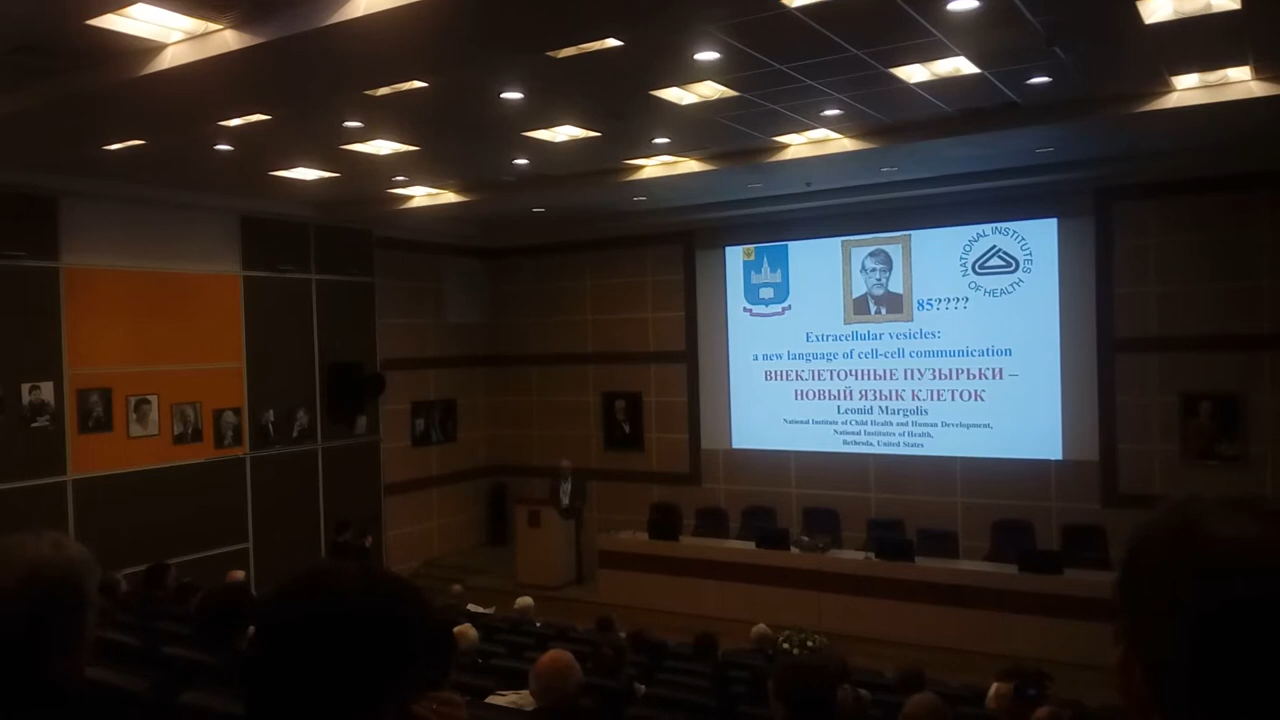 NATIONAL INSTITUTES
OF HEALTH
85????
Extracellular vesicles:
a new language of cell-cell communication
ВНЕКЛЕТОЧНЫЕ ПУЗЫРЬКИ –
НОВЫЙ ЯЗЫК КЛЕТОК
Leonid Margolis
National Institute of Child Health and Human Development,
National Institutes of Health,
Bethesda, United States